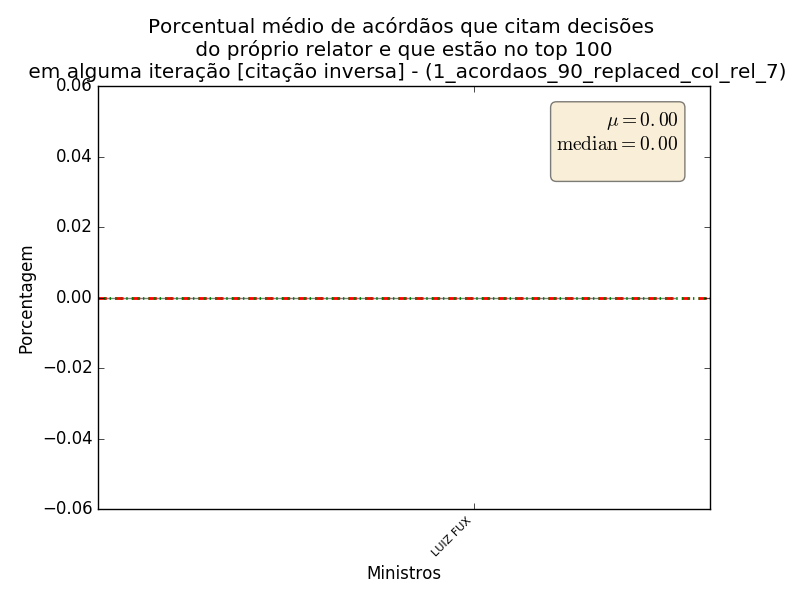 Porcentual médio de acórdãos que citam decisões
do próprio relator e que estão no top 100
em alguma iteração [citação inversa] - (1_acordaos_90_replaced_col_rel_7)
0.06
μ = 0.00
median = 0.00
0.04
0.02
0.00
−0.02
−0.04
−0.06
Porcentagem
LUIZ FUX
Ministros